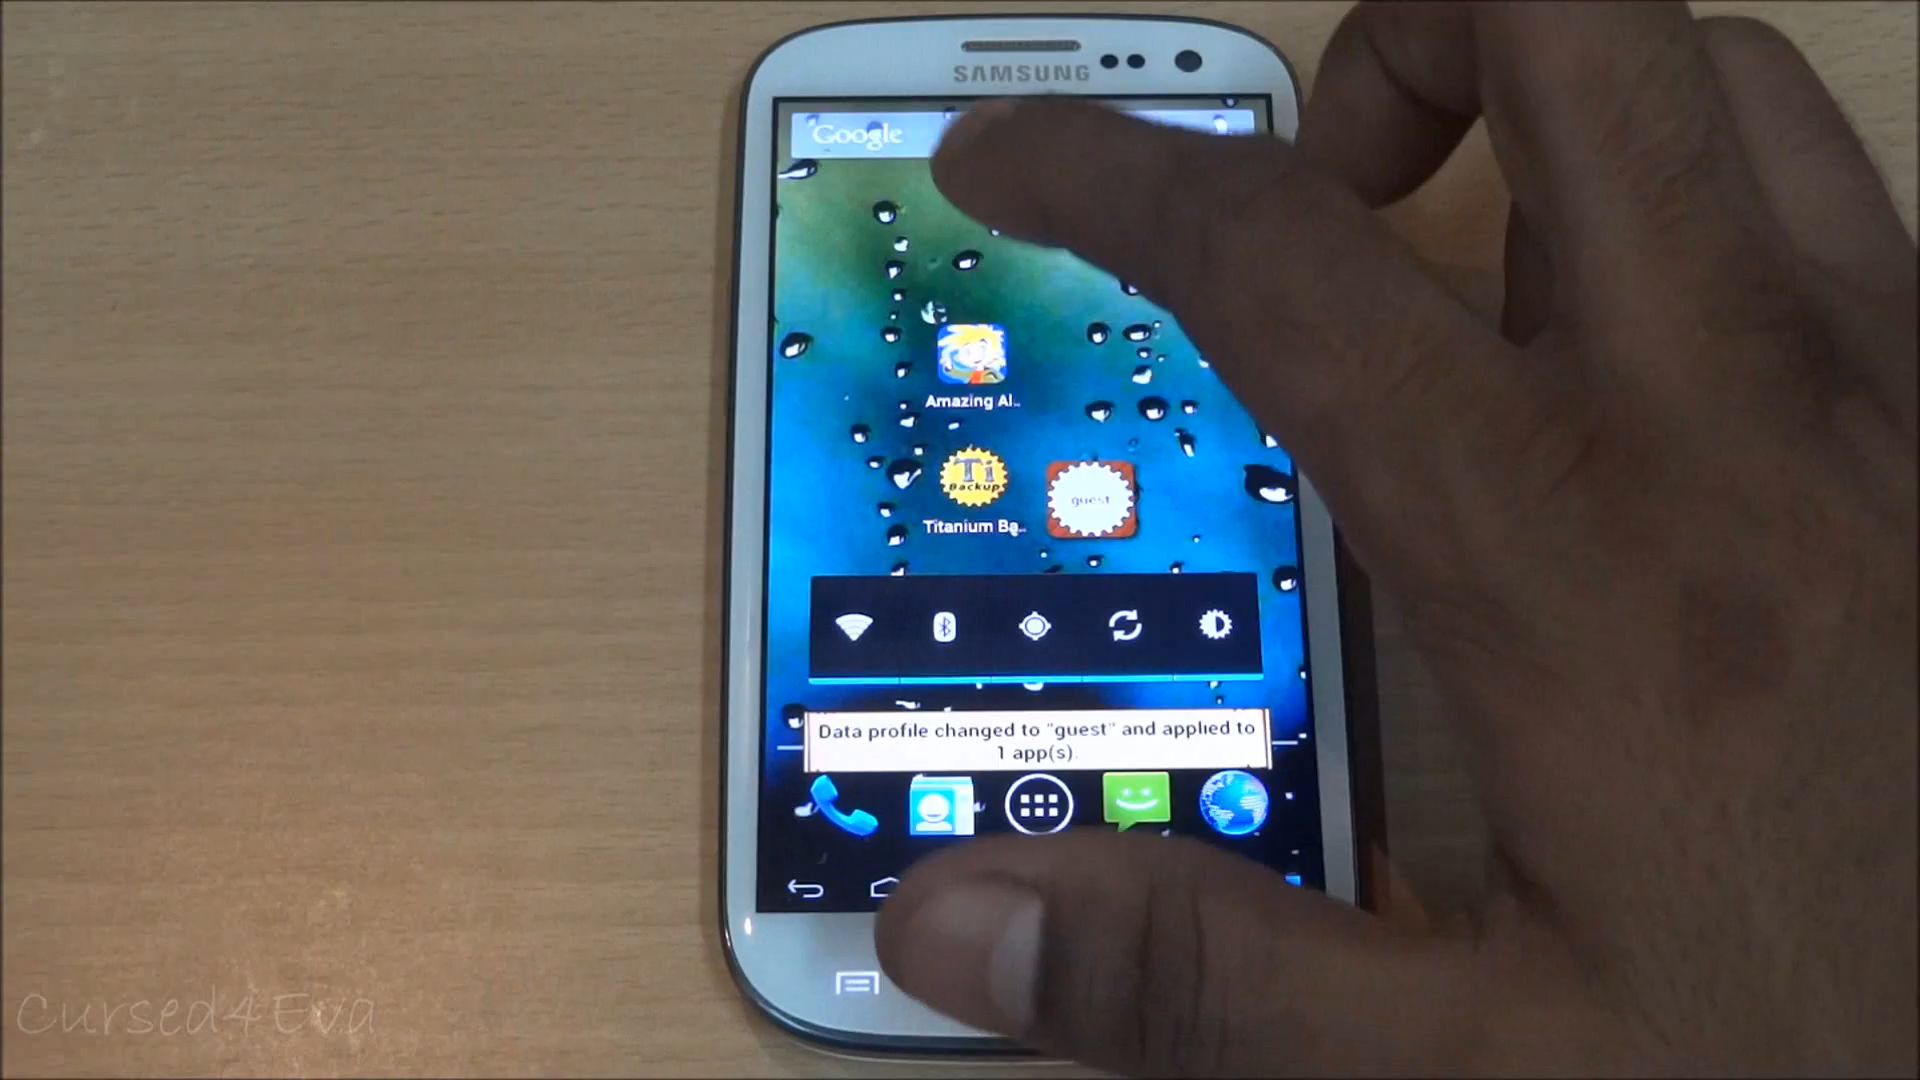 SAMSUNG
Google
Amazing Al..
Ti
Backup
Titanium Ba..
guest
Data profile changed to "guest" and applied to
1 app(s).
Cursed4Eva